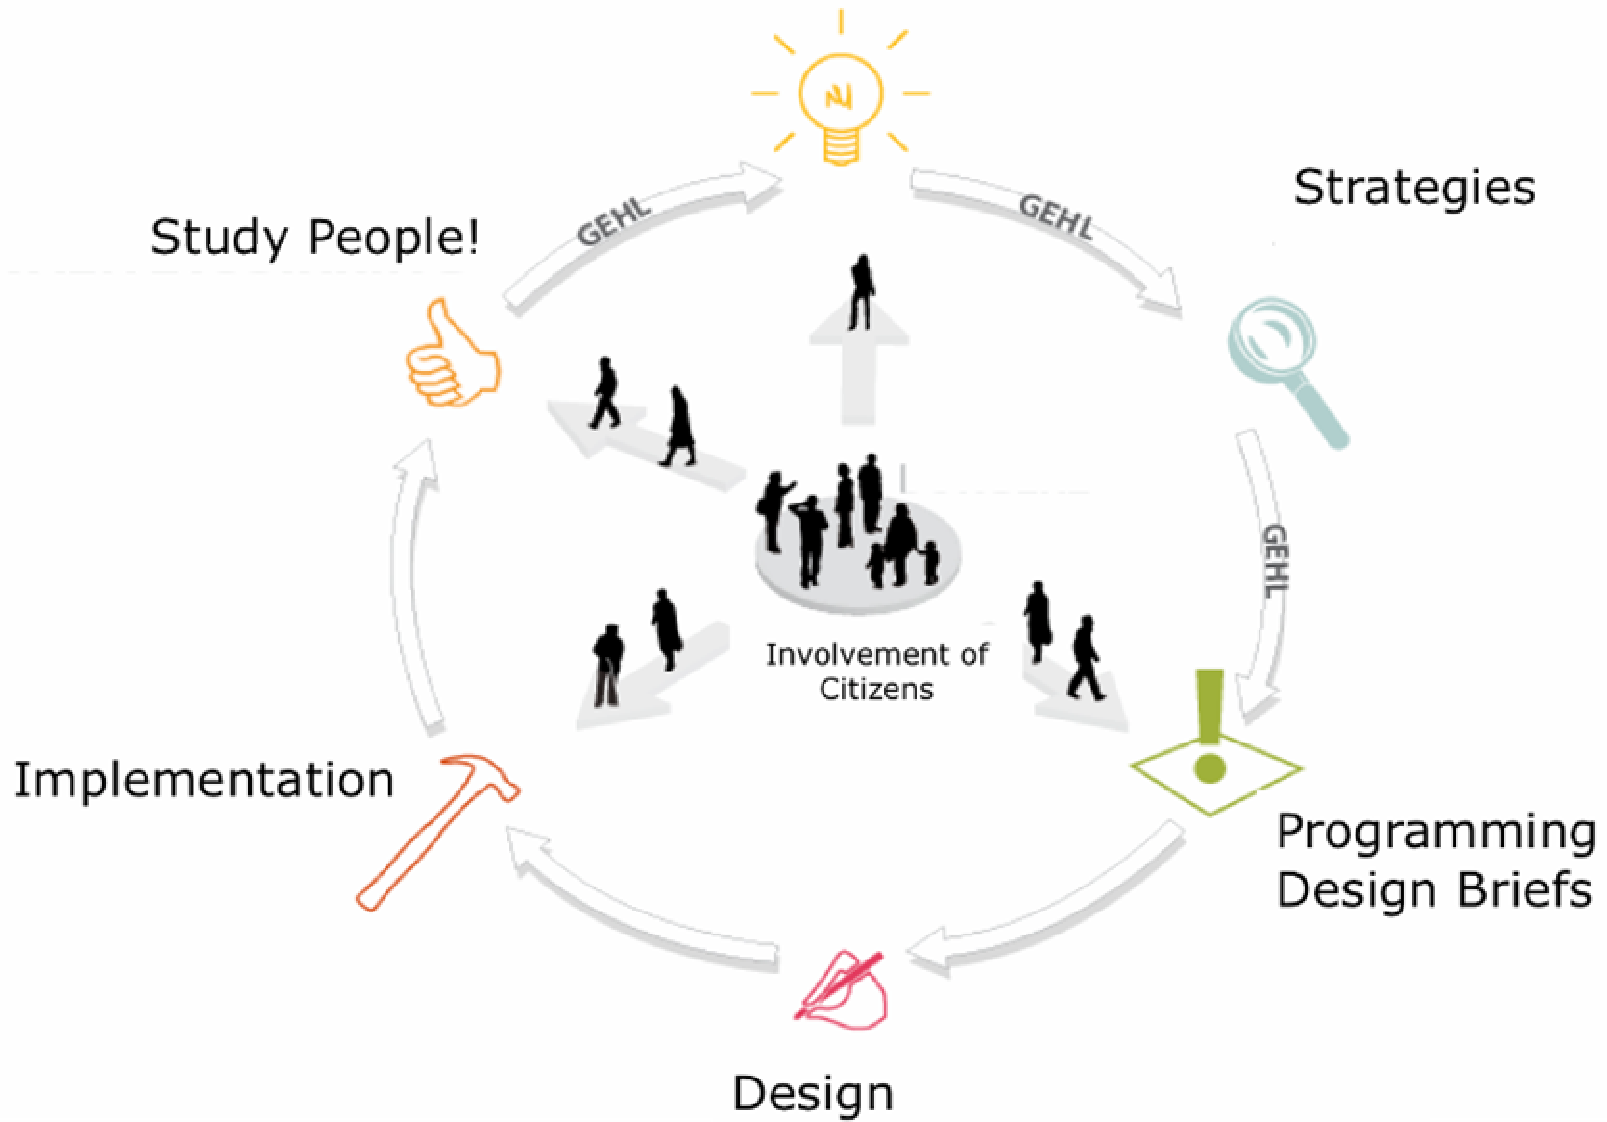 Strategies
Study People!
GEHL
GEHL
GEHL
Involvement of
Citizens
Implementation
Programming
Design Briefs
Design